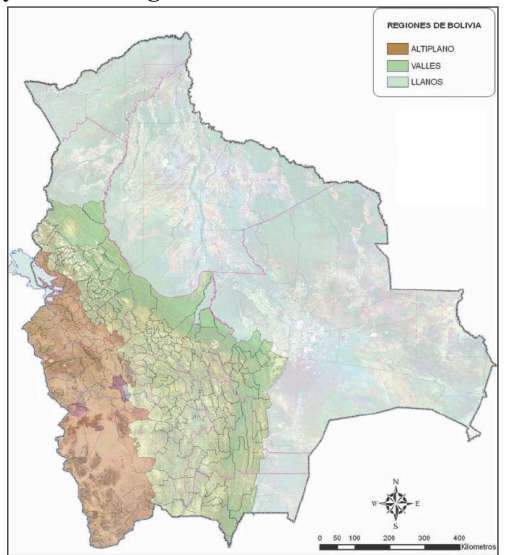 REGIONES DE BOLIVIA
ALTIPLANO
VALLES
LLANOS
N
W E
S
0 50 100 200 300 400
Kilometros